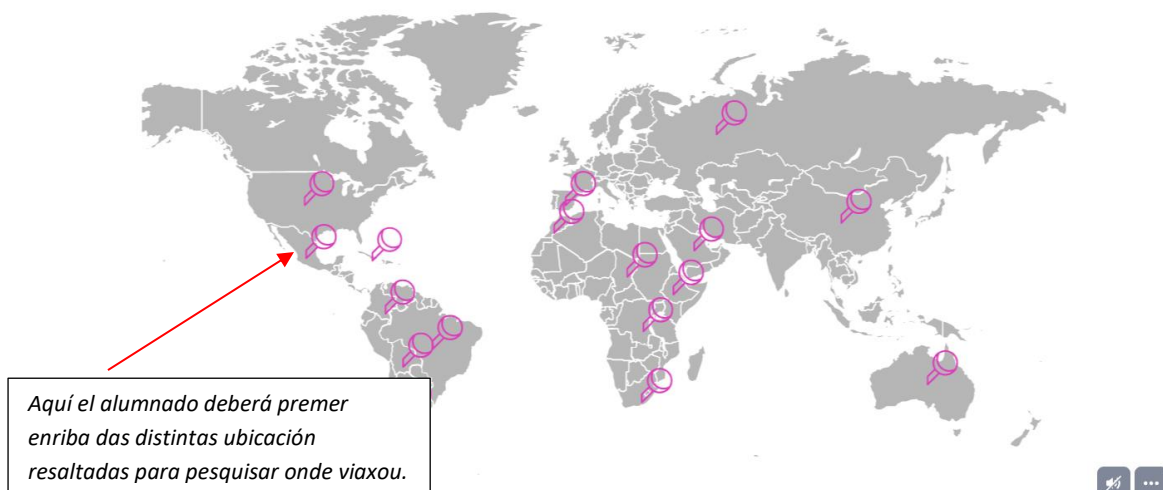 Aquí el alumnado deberá premer
enriba das distintas ubicación
resaltadas para pesquisar onde viaxou.